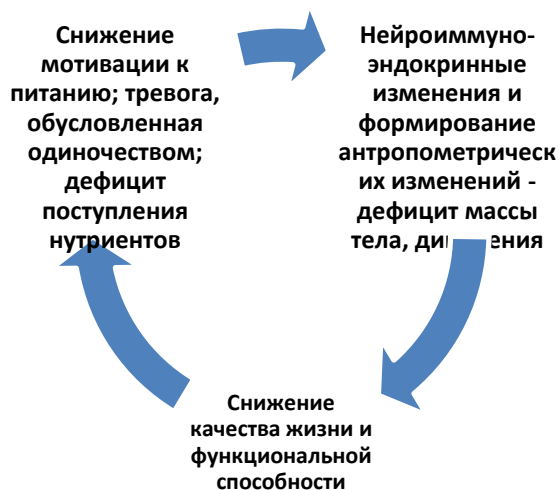 Снижение
мотивации к
питанию; тревога,
обусловленная
одиночеством;
дефицит
поступления
нутриентов
Нейроиммуно-
эндокринные
изменения и
формирование
антропометрическ
их изменений -
дефицит массы
тела,
Снижение
качества жизни и
функциональной
способности